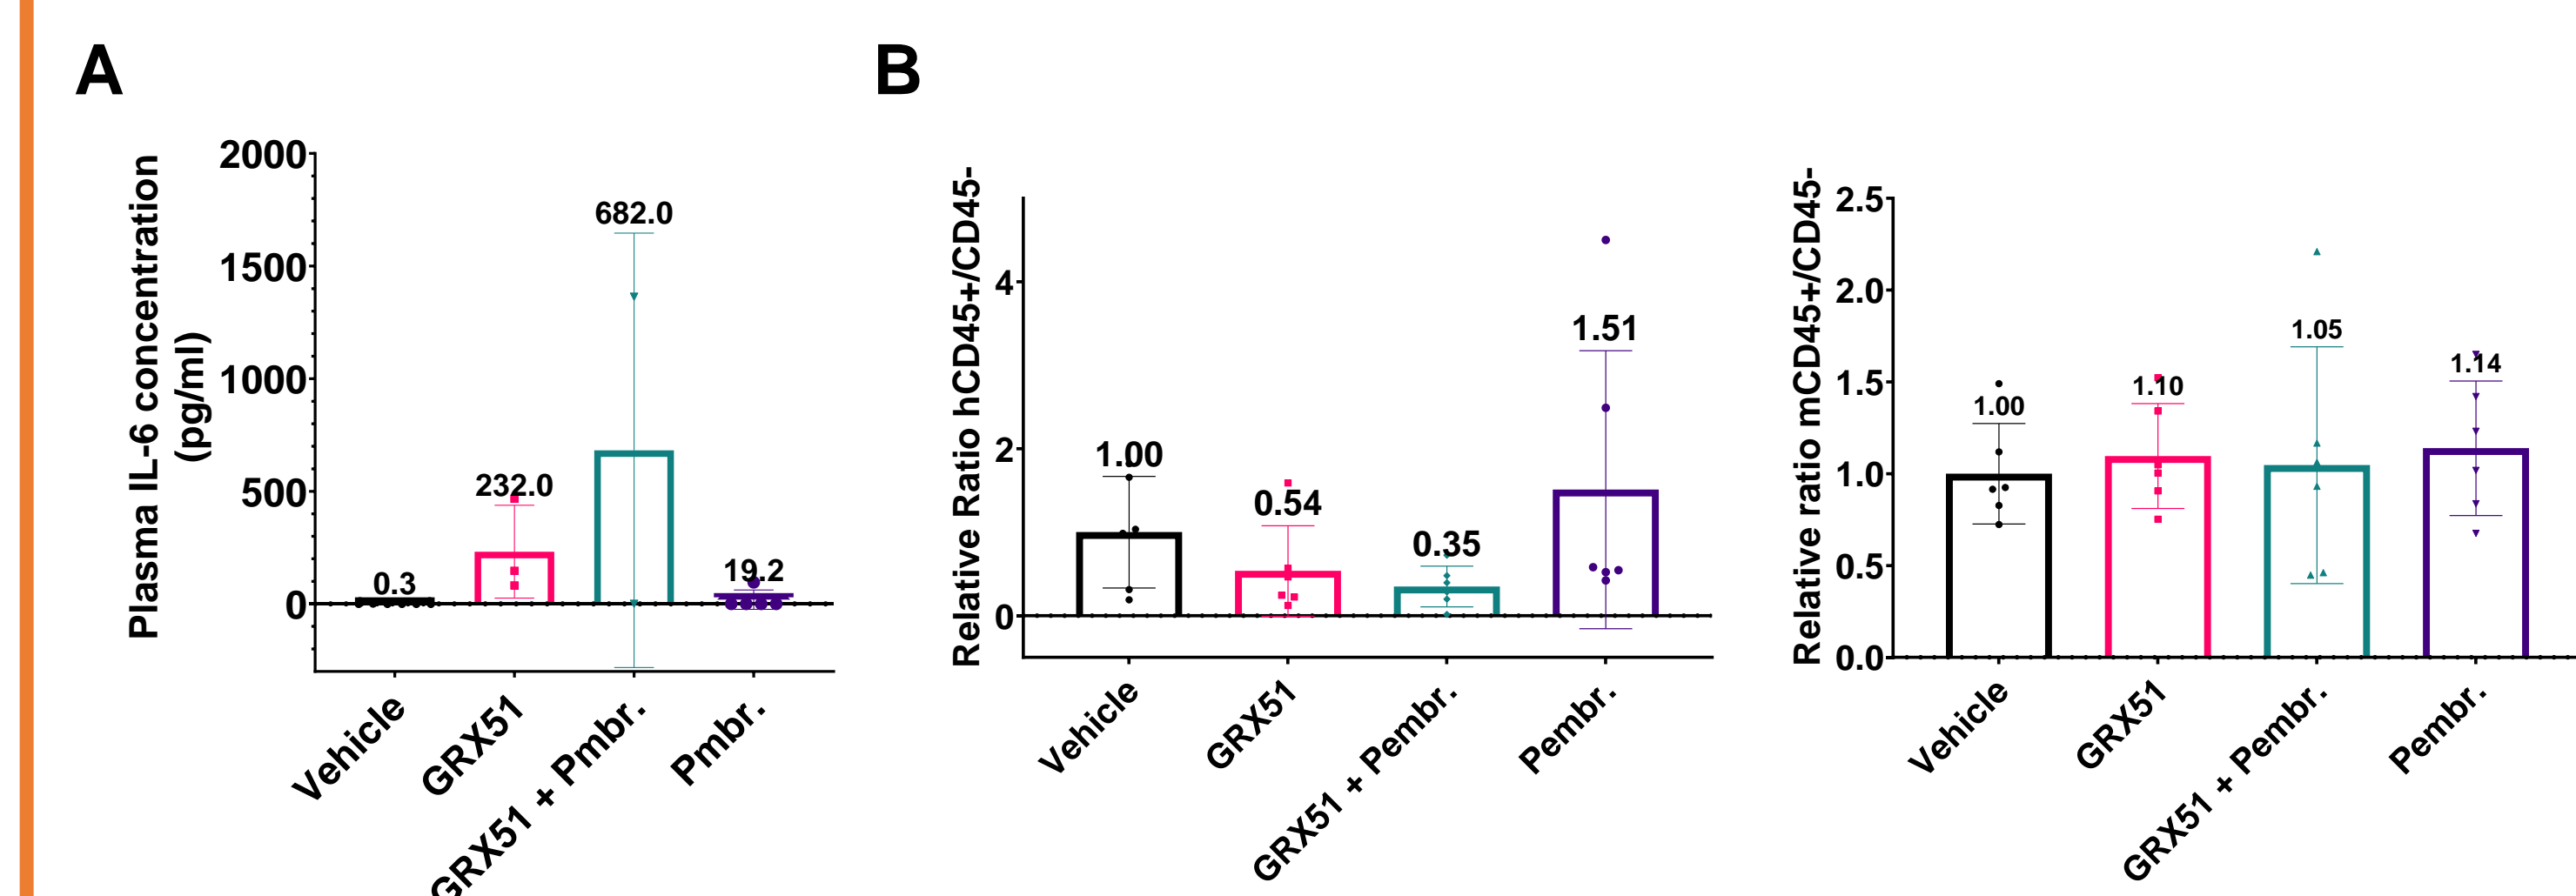 A
B
Plasma IL-6 concentration
(pg/ml)
2000
1500
1000
500
0
0.3
232.0
682.0
19.2
Vehicle
GRX51
GRX51 + Pmbr.
Pmbr.
Relative Ratio hCD45+/CD45-
4
2
0
1.00
0.54
0.35
1.51
Vehicle
GRX51
GRX51 + Pembr.
Pembr.
Relative ratio mCD45+/CD45-
2.5
2.0
1.5
1.0
0.5
0.0
1.00
1.10
1.05
1.14
Vehicle
GRX51
GRX51 + Pembr.
Pembr.